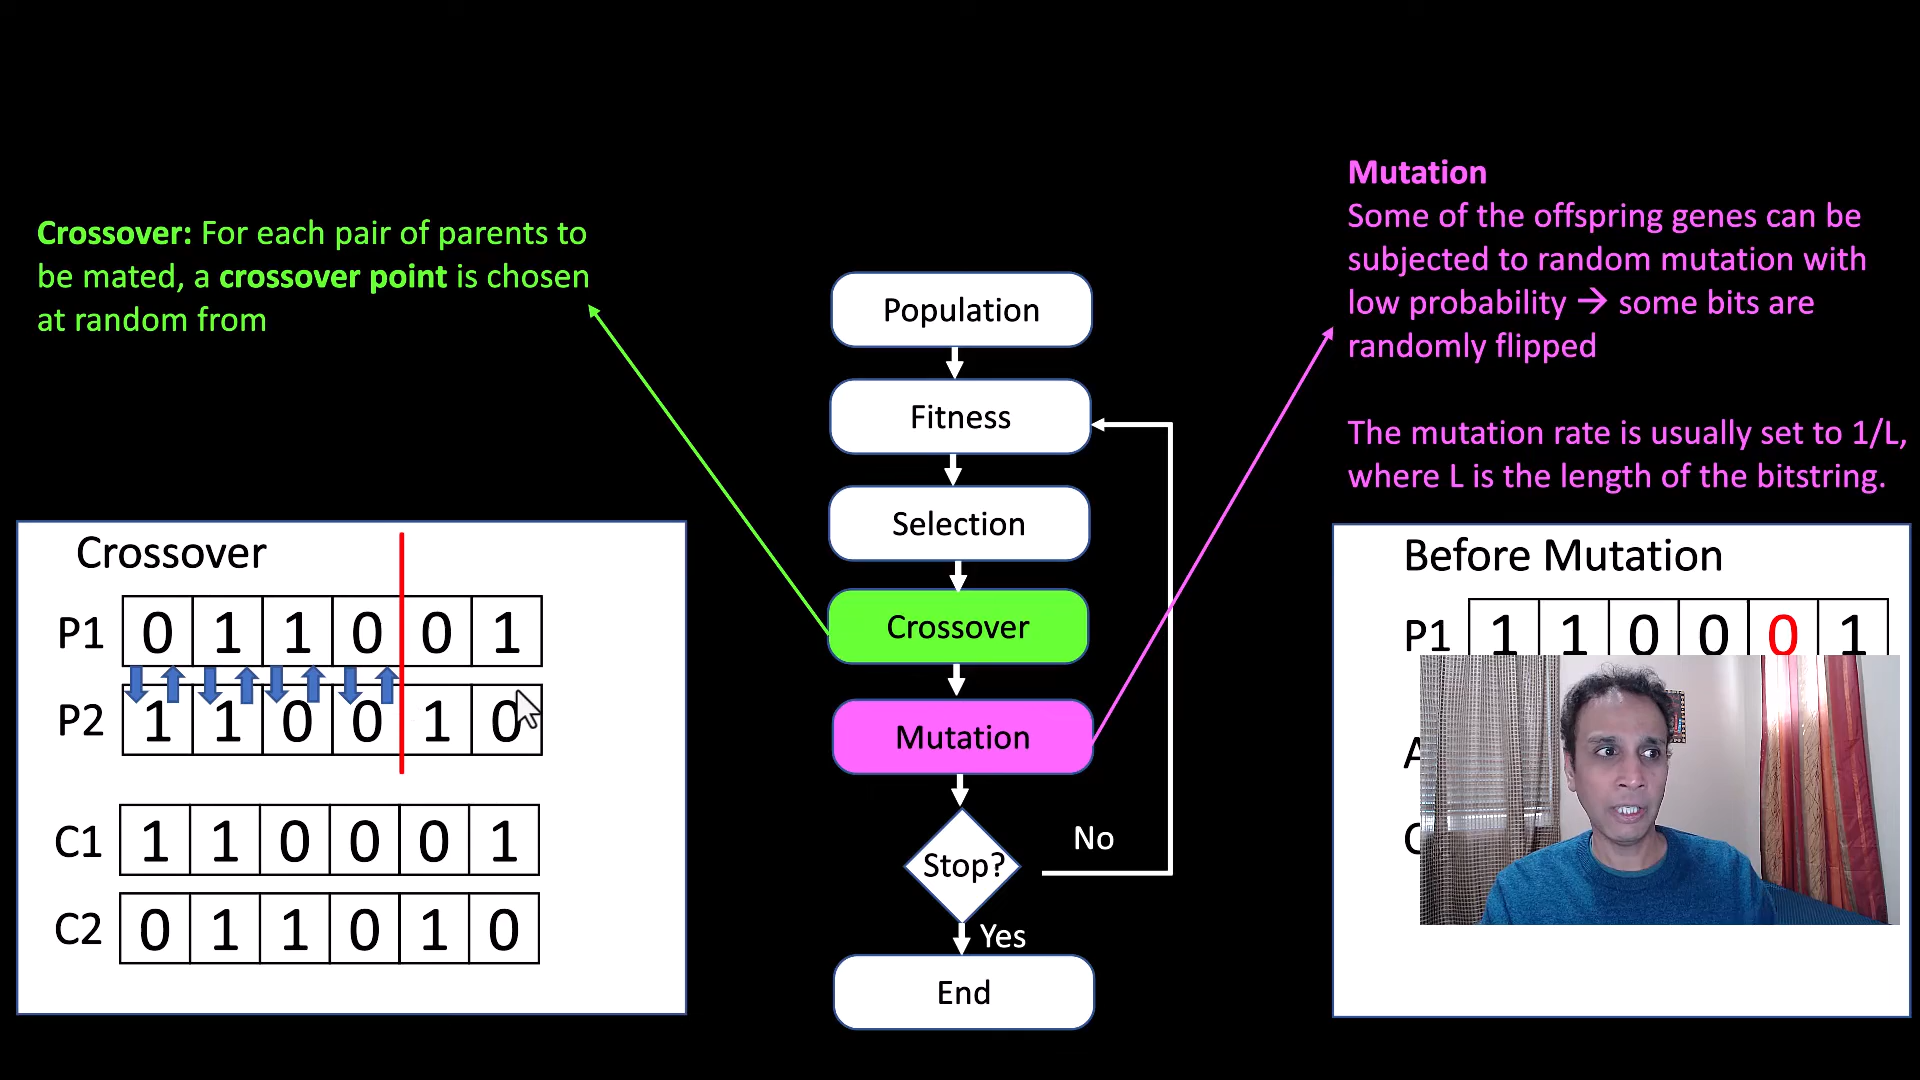 Crossover: For each pair of parents to
be mated, a crossover point is chosen
at random from
Crossover
P1 0 1 1 0 0 1
P2 1 1 0 0 1 0
C1 1 1 0 0 0 1
C2 0 1 1 0 1 0
Population
Fitness
Selection
Crossover
Mutation
Stop?
No
Yes
End
Mutation
Some of the offspring genes can be
subjected to random mutation with
low probability → some bits are
randomly flipped
The mutation rate is usually set to 1/L,
where L is the length of the bitstring.
Before Mutation
P1 1 1 0 0 0 1